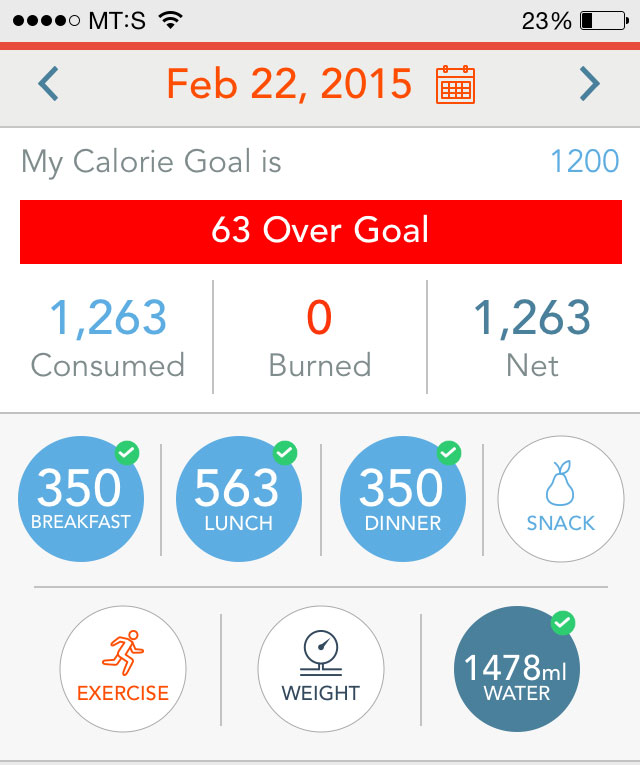 MT:S 23%
Feb 22, 2015
My Calorie Goal is 1200
63 Over Goal
1,263 0 1,263
Consumed Burned Net
350 563 350
BREAKFAST LUNCH DINNER SNACK
EXERCISE WEIGHT 1478ml
WATER